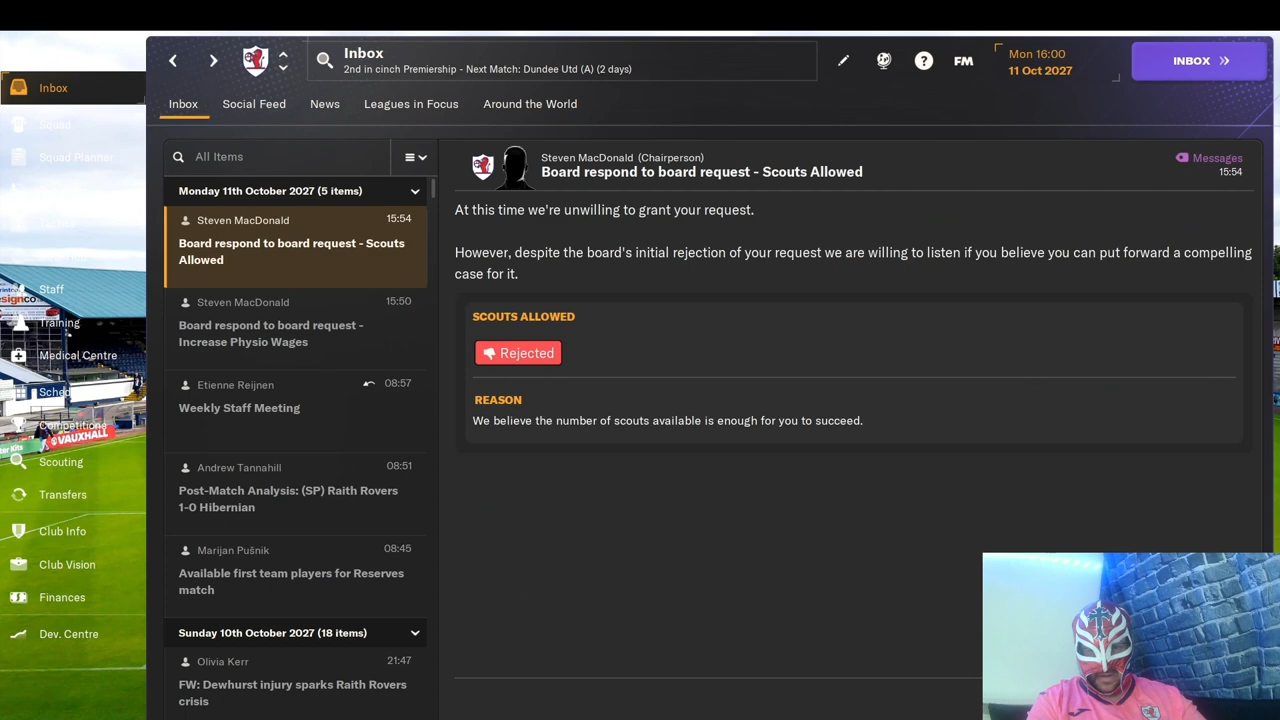 Inbox
2nd in cinch Premiership - Next Match: Dundee Utd (A) (2 days)
FM
Mon 16:00
11 Oct 2027
INBOX
Inbox
Squad
Squad Planner
Staff
Training
Medical Centre
Sched
Competitions
VAUXHALL
Scouting
Transfers
Club Info
Club Vision
Finances
Dev. Centre
Inbox
Social Feed
News
Leagues in Focus
Around the World
All Items
Monday 11th October 2027 (5 items)
Steven MacDonald
15:54
Board respond to board request - Scouts
Allowed
Steven MacDonald
15:50
Board respond to board request -
Increase Physio Wages
Etienne Reijnen
08:57
Weekly Staff Meeting
Andrew Tannahill
08:51
Post-Match Analysis: (SP) Raith Rovers
1-0 Hibernian
Marijan Pušnik
08:45
Available first team players for Reserves
match
Sunday 10th October 2027 (18 items)
Olivia Kerr
21:47
FW: Dewhurst injury sparks Raith Rovers
crisis
Steven MacDonald (Chairperson)
Board respond to board request - Scouts Allowed
Messages
15:54
At this time we're unwilling to grant your request.
However, despite the board's initial rejection of your request we are willing to listen if you believe you can put forward a compelling
case for it.
SCOUTS ALLOWED
Rejected
REASON
We believe the number of scouts available is enough for you to succeed.